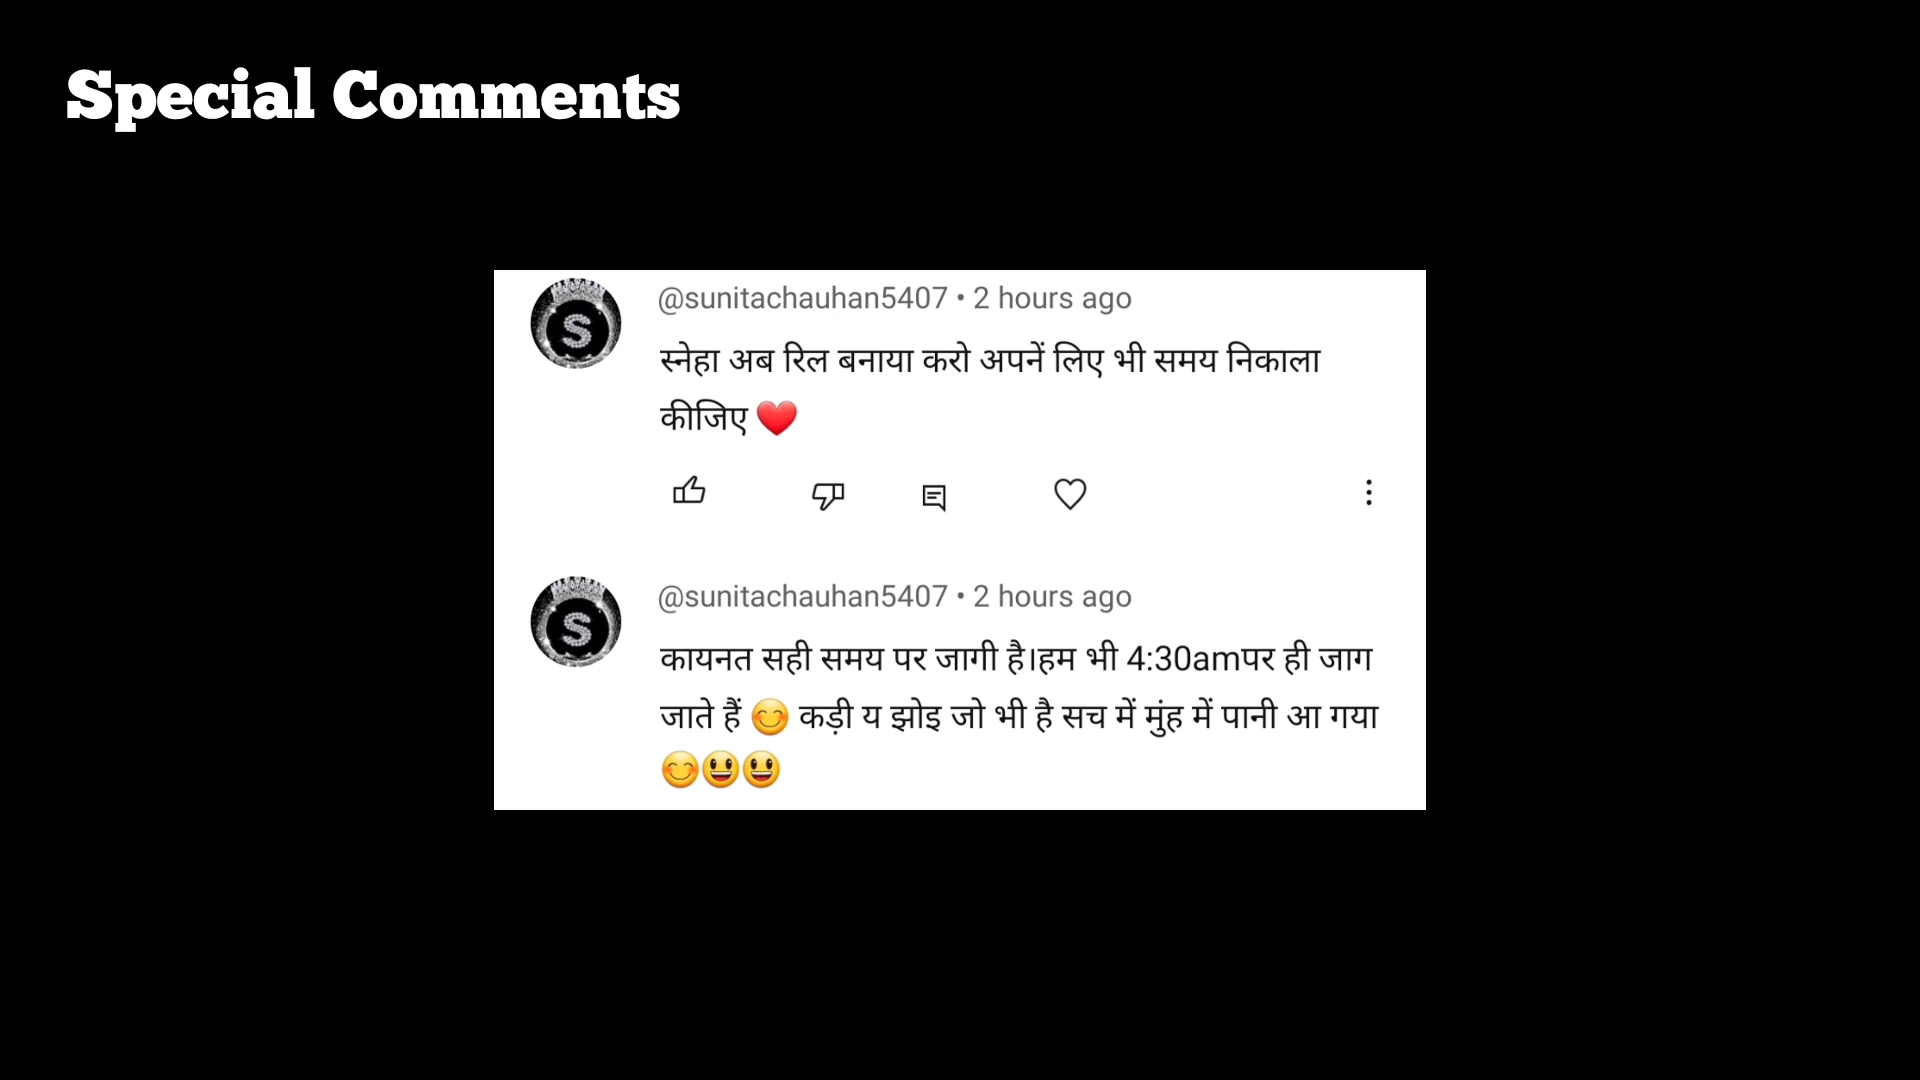 Special Comments
@sunitachauhan5407 • 2 hours ago
स्नेहा अब रिल बनाया करो अपनें लिए भी समय निकाला
कीजिए ❤️
@sunitachauhan5407 • 2 hours ago
कायनत सही समय पर जागी है।हम भी 4:30amपर ही जाग
जाते हैं 😊 कड़ी य झोइ जो भी है सच में मुंह में पानी आ गया
😊😃😃